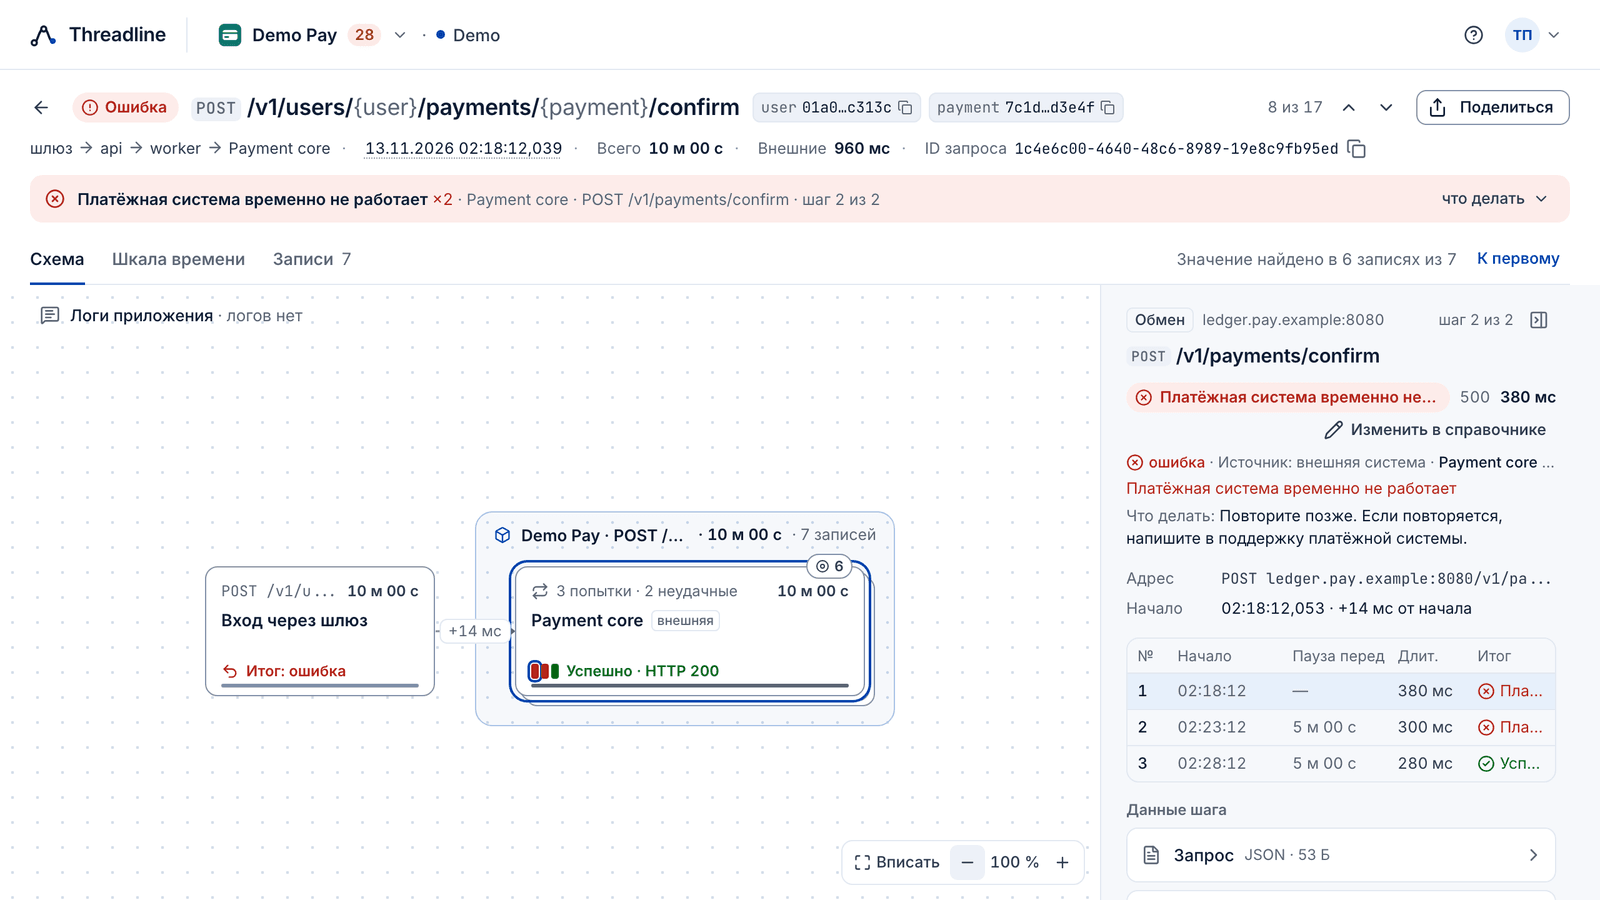 Threadline
Demo Pay 28 · Demo
ТП
Ошибка POST /v1/users/{user}/payments/{payment}/confirm user 01a0…c313c payment 7c1d…d3e4f 8 из 17 Поделиться
шлюз → api → worker → Payment core · 13.11.2026 02:18:12,039 · Всего 10 м 00 с · Внешние 960 мс · ID запроса 1c4e6c00-4640-48c6-8989-19e8c9fb95ed
Платёжная система временно не работает ×2 · Payment core · POST /v1/payments/confirm · шаг 2 из 2 что делать
Схема Шкала времени Записи 7 Значение найдено в 6 записях из 7 К первому
Логи приложения · логов нет
Demo Pay · POST /… · 10 м 00 с · 7 записей
6
POST /v1/u... 10 м 00 с
Вход через шлюз
Итог: ошибка
+14 мс
3 попытки · 2 неудачные 10 м 00 с
Payment core внешняя
Успешно · HTTP 200
Вписать − 100 % +
Обмен ledger.pay.example:8080 шаг 2 из 2
POST /v1/payments/confirm
Платёжная система временно не… 500 380 мс
Изменить в справочнике
ошибка · Источник: внешняя система · Payment core …
Платёжная система временно не работает
Что делать: Повторите позже. Если повторяется,
напишите в поддержку платёжной системы.
Адрес POST ledger.pay.example:8080/v1/pa...
Начало 02:18:12,053 · +14 мс от начала
№ Начало Пауза перед Длит. Итог
1 02:18:12 — 380 мс Пла…
2 02:23:12 5 м 00 с 300 мс Пла…
3 02:28:12 5 м 00 с 280 мс Усп…
Данные шага
Запрос JSON · 53 Б